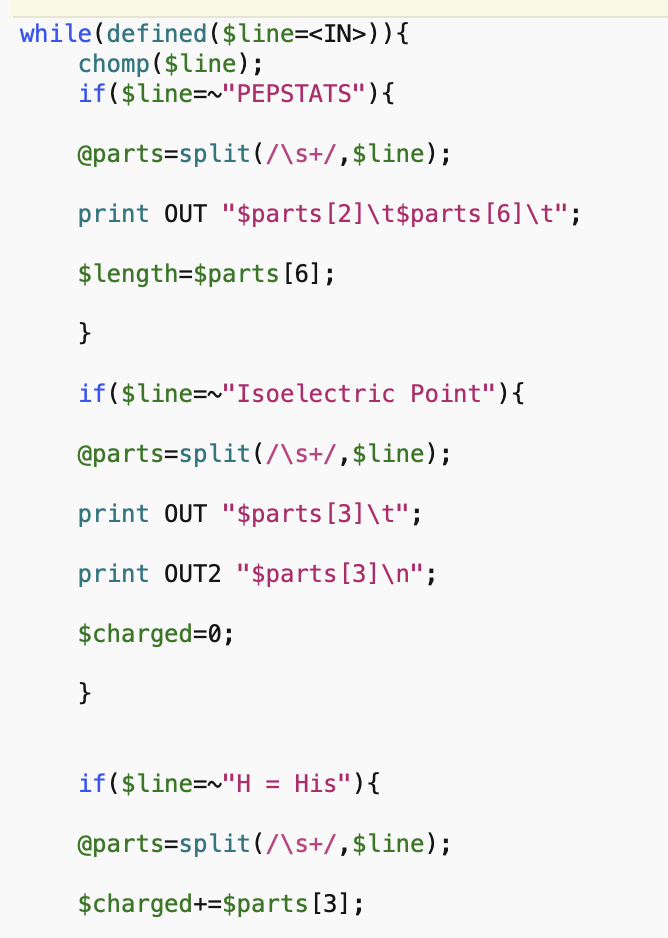 while(defined($line=<IN>)){
chomp($line);
if($line=~"PEPSTATS"){
@parts=split(/\s+/,$line);
print OUT "$parts[2]\t$parts[6]\t";
$length=$parts[6];
}
if($line=~"Isoelectric Point"){
@parts=split(/\s+/,$line);
print OUT "$parts[3]\t";
print OUT2 "$parts[3]\n";
$charged=0;
}
if($line=~"H = His"){
@parts=split(/\s+/,$line);
$charged+=$parts[3];